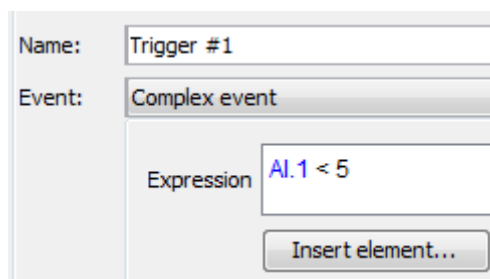 Name: Trigger #1
Event: Complex event
Expression AI.1 < 5
Insert element...